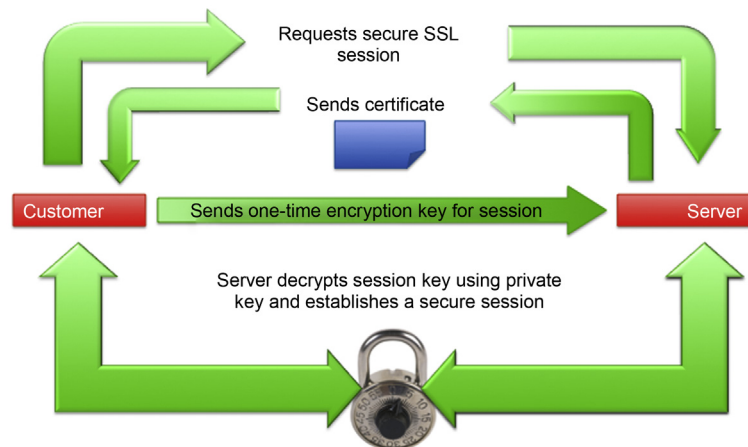 Requests secure SSL
session
Sends certificate
Customer
Sends one-time encryption key for session
Server
Server decrypts session key using private
key and establishes a secure session